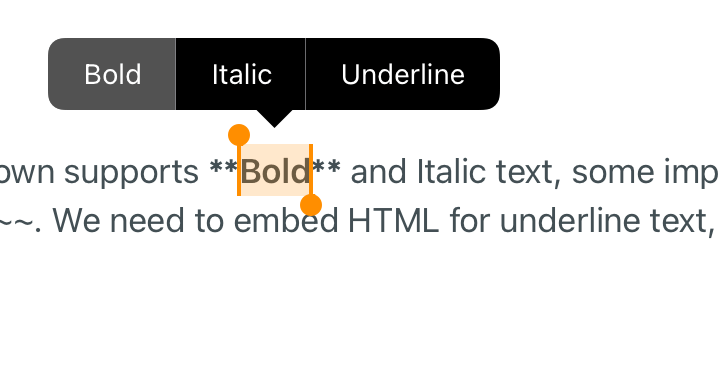 Bold Italic Underline
own supports **Bold** and Italic text, some imp
~~. We need to embed HTML for underline text,